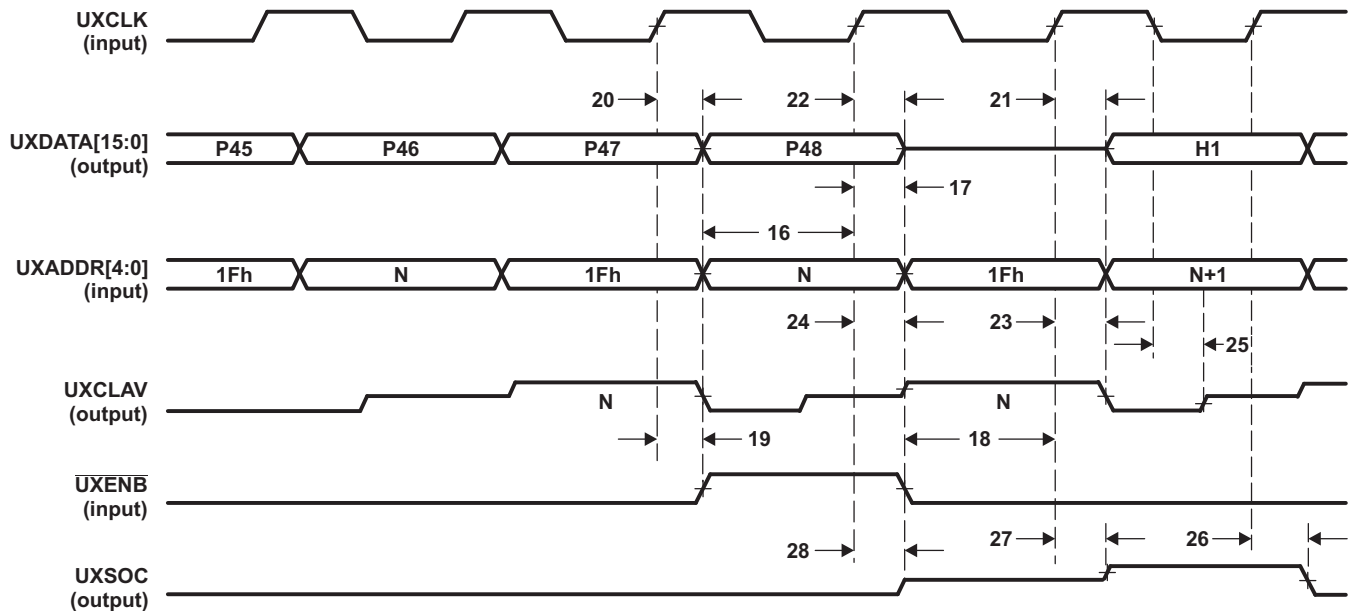 UXCLK
(input)
20
22
21
UXDATA[15:0]
(output)
P45
P46
P47
P48
H1
17
16
UXADDR[4:0]
(input)
1Fh
N
1Fh
N
1Fh
N+1
24
23
25
UXCLAV
(output)
N
N
19
18
UXENB
(input)
28
27
26
UXSOC
(output)